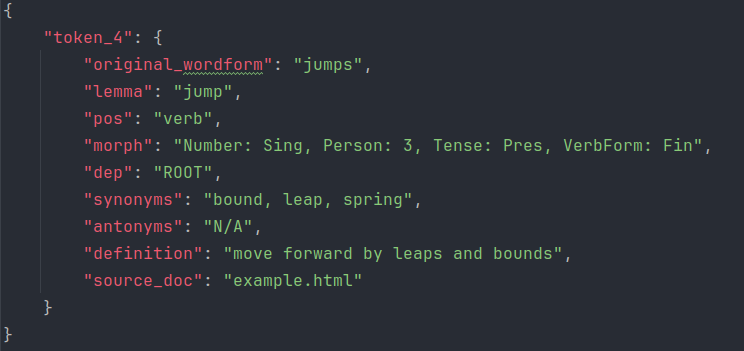 {
    "token_4": {
        "original_wordform": "jumps",
        "lemma": "jump",
        "pos": "verb",
        "morph": "Number: Sing, Person: 3, Tense: Pres, VerbForm: Fin",
        "dep": "ROOT",
        "synonyms": "bound, leap, spring",
        "antonyms": "N/A",
        "definition": "move forward by leaps and bounds",
        "source_doc": "example.html"
    }
}